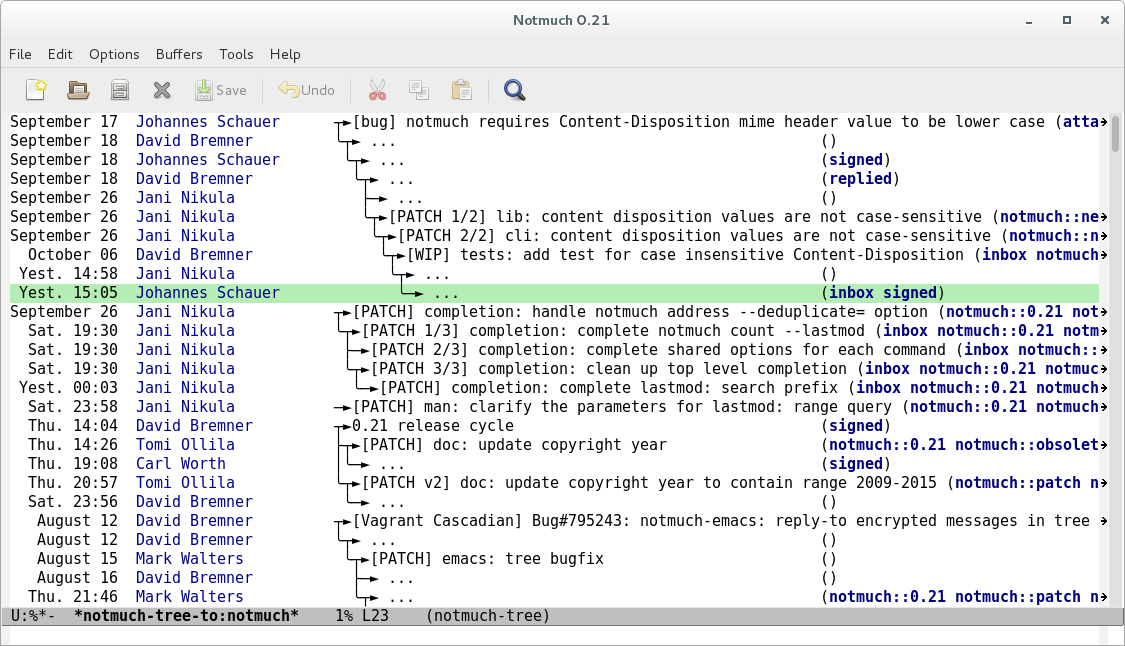 Notmuch 0.21
File Edit Options Buffers Tools Help
Save Undo
September 17 Johannes Schauer [bug] notmuch requires Content-Disposition mime header value to be lower case (atta
September 18 David Bremner ... ()
September 18 Johannes Schauer ... (signed)
September 18 David Bremner ... (replied)
September 26 Jani Nikula ... ()
September 26 Jani Nikula [PATCH 1/2] lib: content disposition values are not case-sensitive (notmuch::ne
September 26 Jani Nikula [PATCH 2/2] cli: content disposition values are not case-sensitive (notmuch::n
October 06 David Bremner [WIP] tests: add test for case insensitive Content-Disposition (inbox notmuch
Yest. 14:58 Jani Nikula ... ()
Yest. 15:05 Johannes Schauer ... (inbox signed)
September 26 Jani Nikula [PATCH] completion: handle notmuch address --deduplicate= option (notmuch::0.21 not
Sat. 19:30 Jani Nikula [PATCH 1/3] completion: complete notmuch count --lastmod (inbox notmuch::0.21 notm
Sat. 19:30 Jani Nikula [PATCH 2/3] completion: complete shared options for each command (inbox notmuch::
Sat. 19:30 Jani Nikula [PATCH 3/3] completion: clean up top level completion (inbox notmuch::0.21 notmuc
Yest. 00:03 Jani Nikula [PATCH] completion: complete lastmod: search prefix (inbox notmuch::0.21 notmuch
Sat. 23:58 Jani Nikula [PATCH] man: clarify the parameters for lastmod: range query (notmuch::0.21 notmuch
Thu. 14:04 David Bremner 0.21 release cycle (signed)
Thu. 14:26 Tomi Ollila [PATCH] doc: update copyright year (notmuch::0.21 notmuch::obsolet
Thu. 19:08 Carl Worth ... (signed)
Thu. 20:57 Tomi Ollila [PATCH v2] doc: update copyright year to contain range 2009-2015 (notmuch::patch n
Sat. 23:56 David Bremner ... ()
August 12 David Bremner [Vagrant Cascadian] Bug#795243: notmuch-emacs: reply-to encrypted messages in tree
August 12 David Bremner ... ()
August 15 Mark Walters [PATCH] emacs: tree bugfix ()
August 16 David Bremner ... ()
Thu. 21:46 Mark Walters ... (notmuch::0.21 notmuch::patch n
U:%*- *notmuch-tree-to:notmuch* 1% L23 (notmuch-tree)